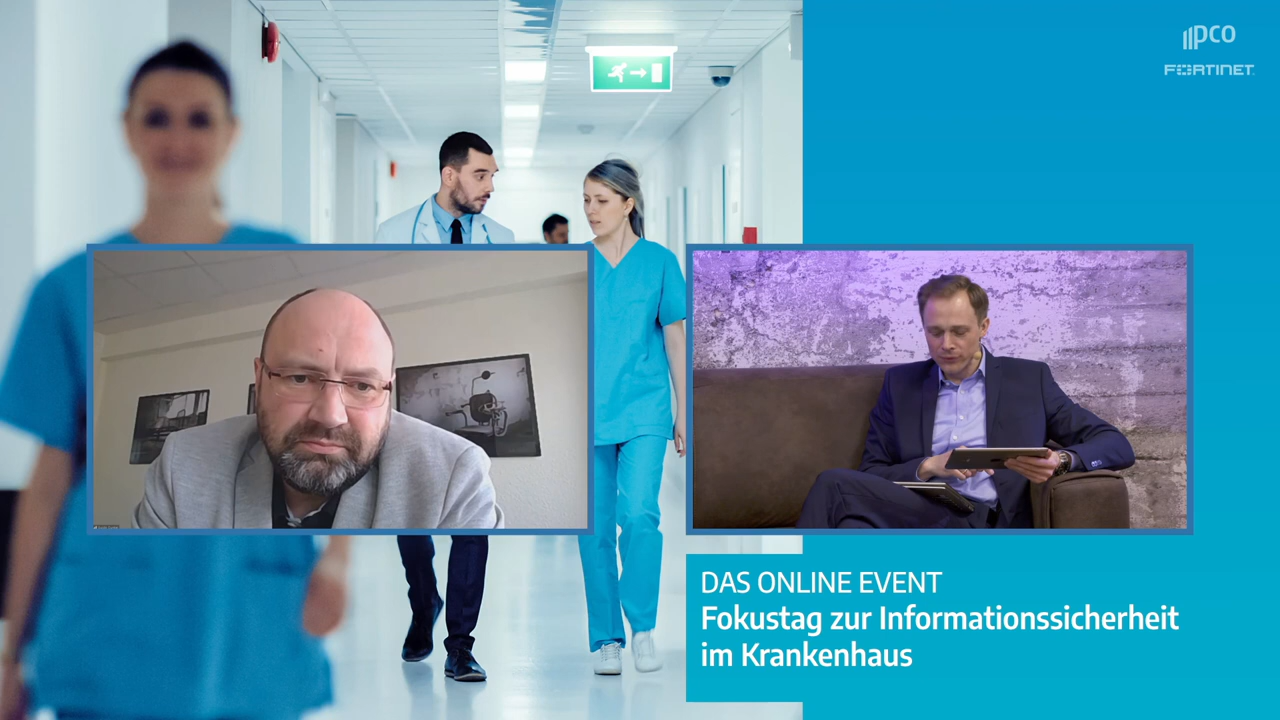 pco
FORTINET
DAS ONLINE EVENT
Fokustag zur Informationssicherheit
im Krankenhaus